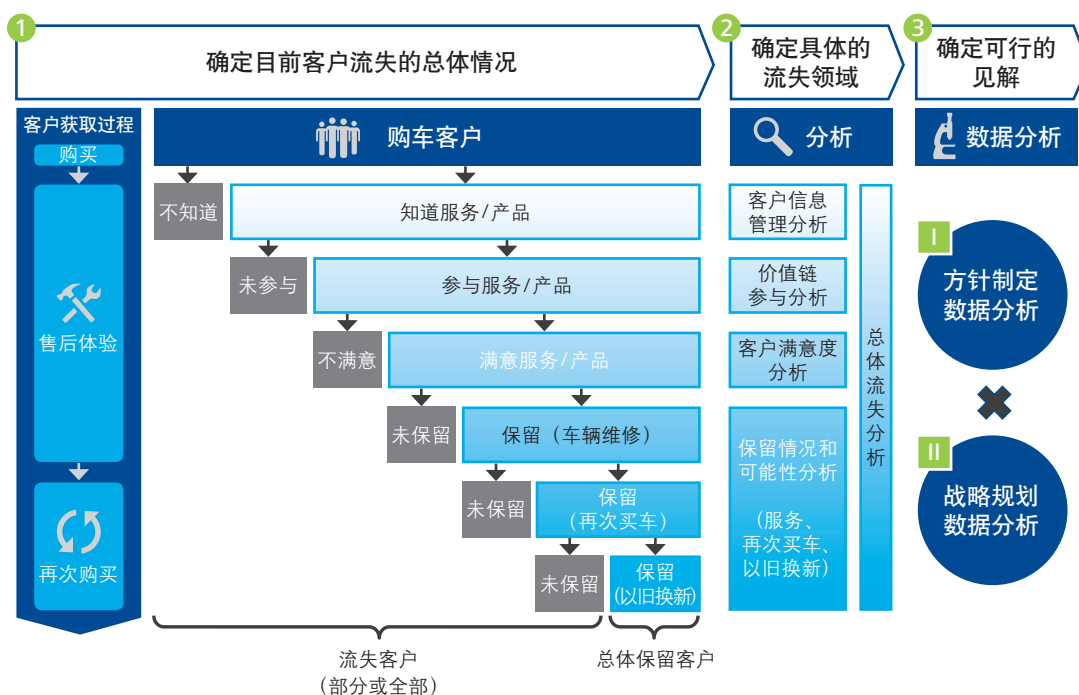 1
确定目前客户流失的总体情况
2
确定具体的
流失领域
3
确定可行的
见解
客户获取过程
购买
售后体验
再次购买
购车客户
不知道
知道服务/产品
未参与
参与服务/产品
不满意
满意服务/产品
未保留
保留（车辆维修）
未保留
保留
（再次买车）
未保留
保留
(以旧换新)
流失客户
（部分或全部）
总体保留客户
分析
客户信息
管理分析
价值链
参与分析
客户满意度
分析
保留情况和
可能性分析
（服务、
再次买车、
以旧换新）
总体流失分析
数据分析
I
方针制定
数据分析
II
战略规划
数据分析